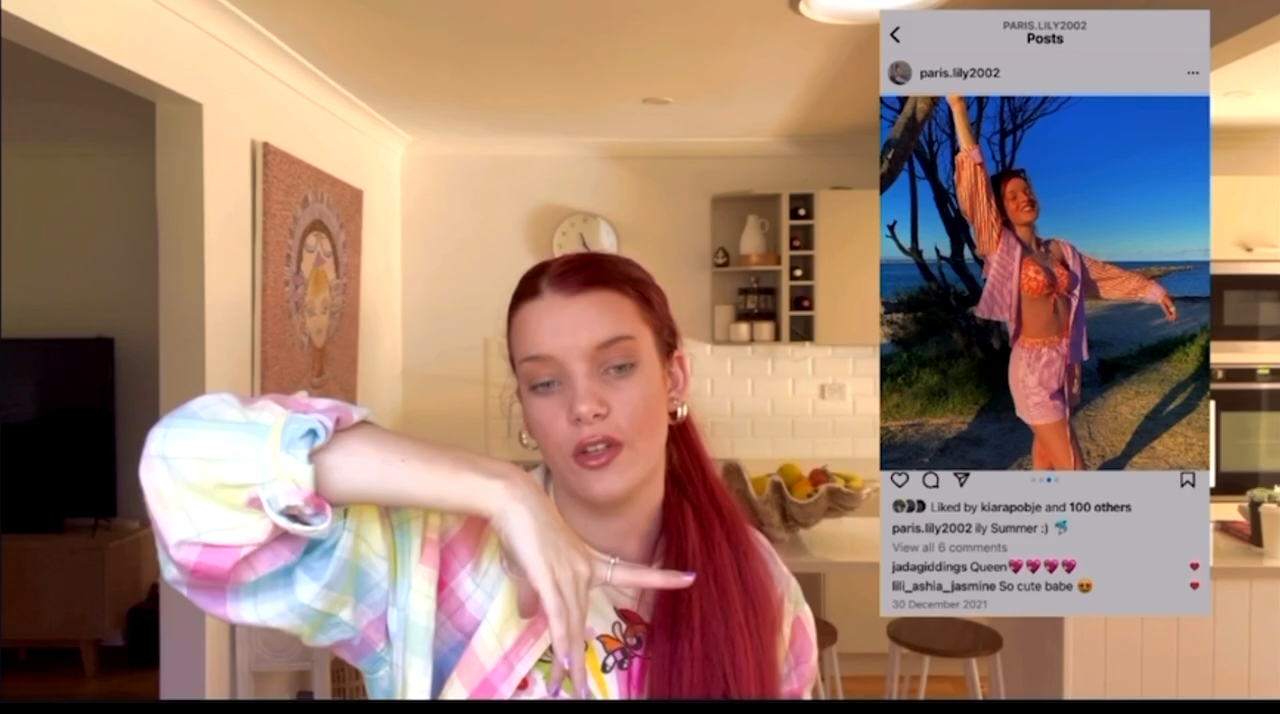 PARIS.LILY2002
Posts
paris.lily2002
Liked by kiarapobje and 100 others
paris.lily2002 ily Summer :)
View all 6 comments
jadagiddings Queen💖💖💖💖
lili_ashia_jasmine So cute babe 😍
30 December 2021